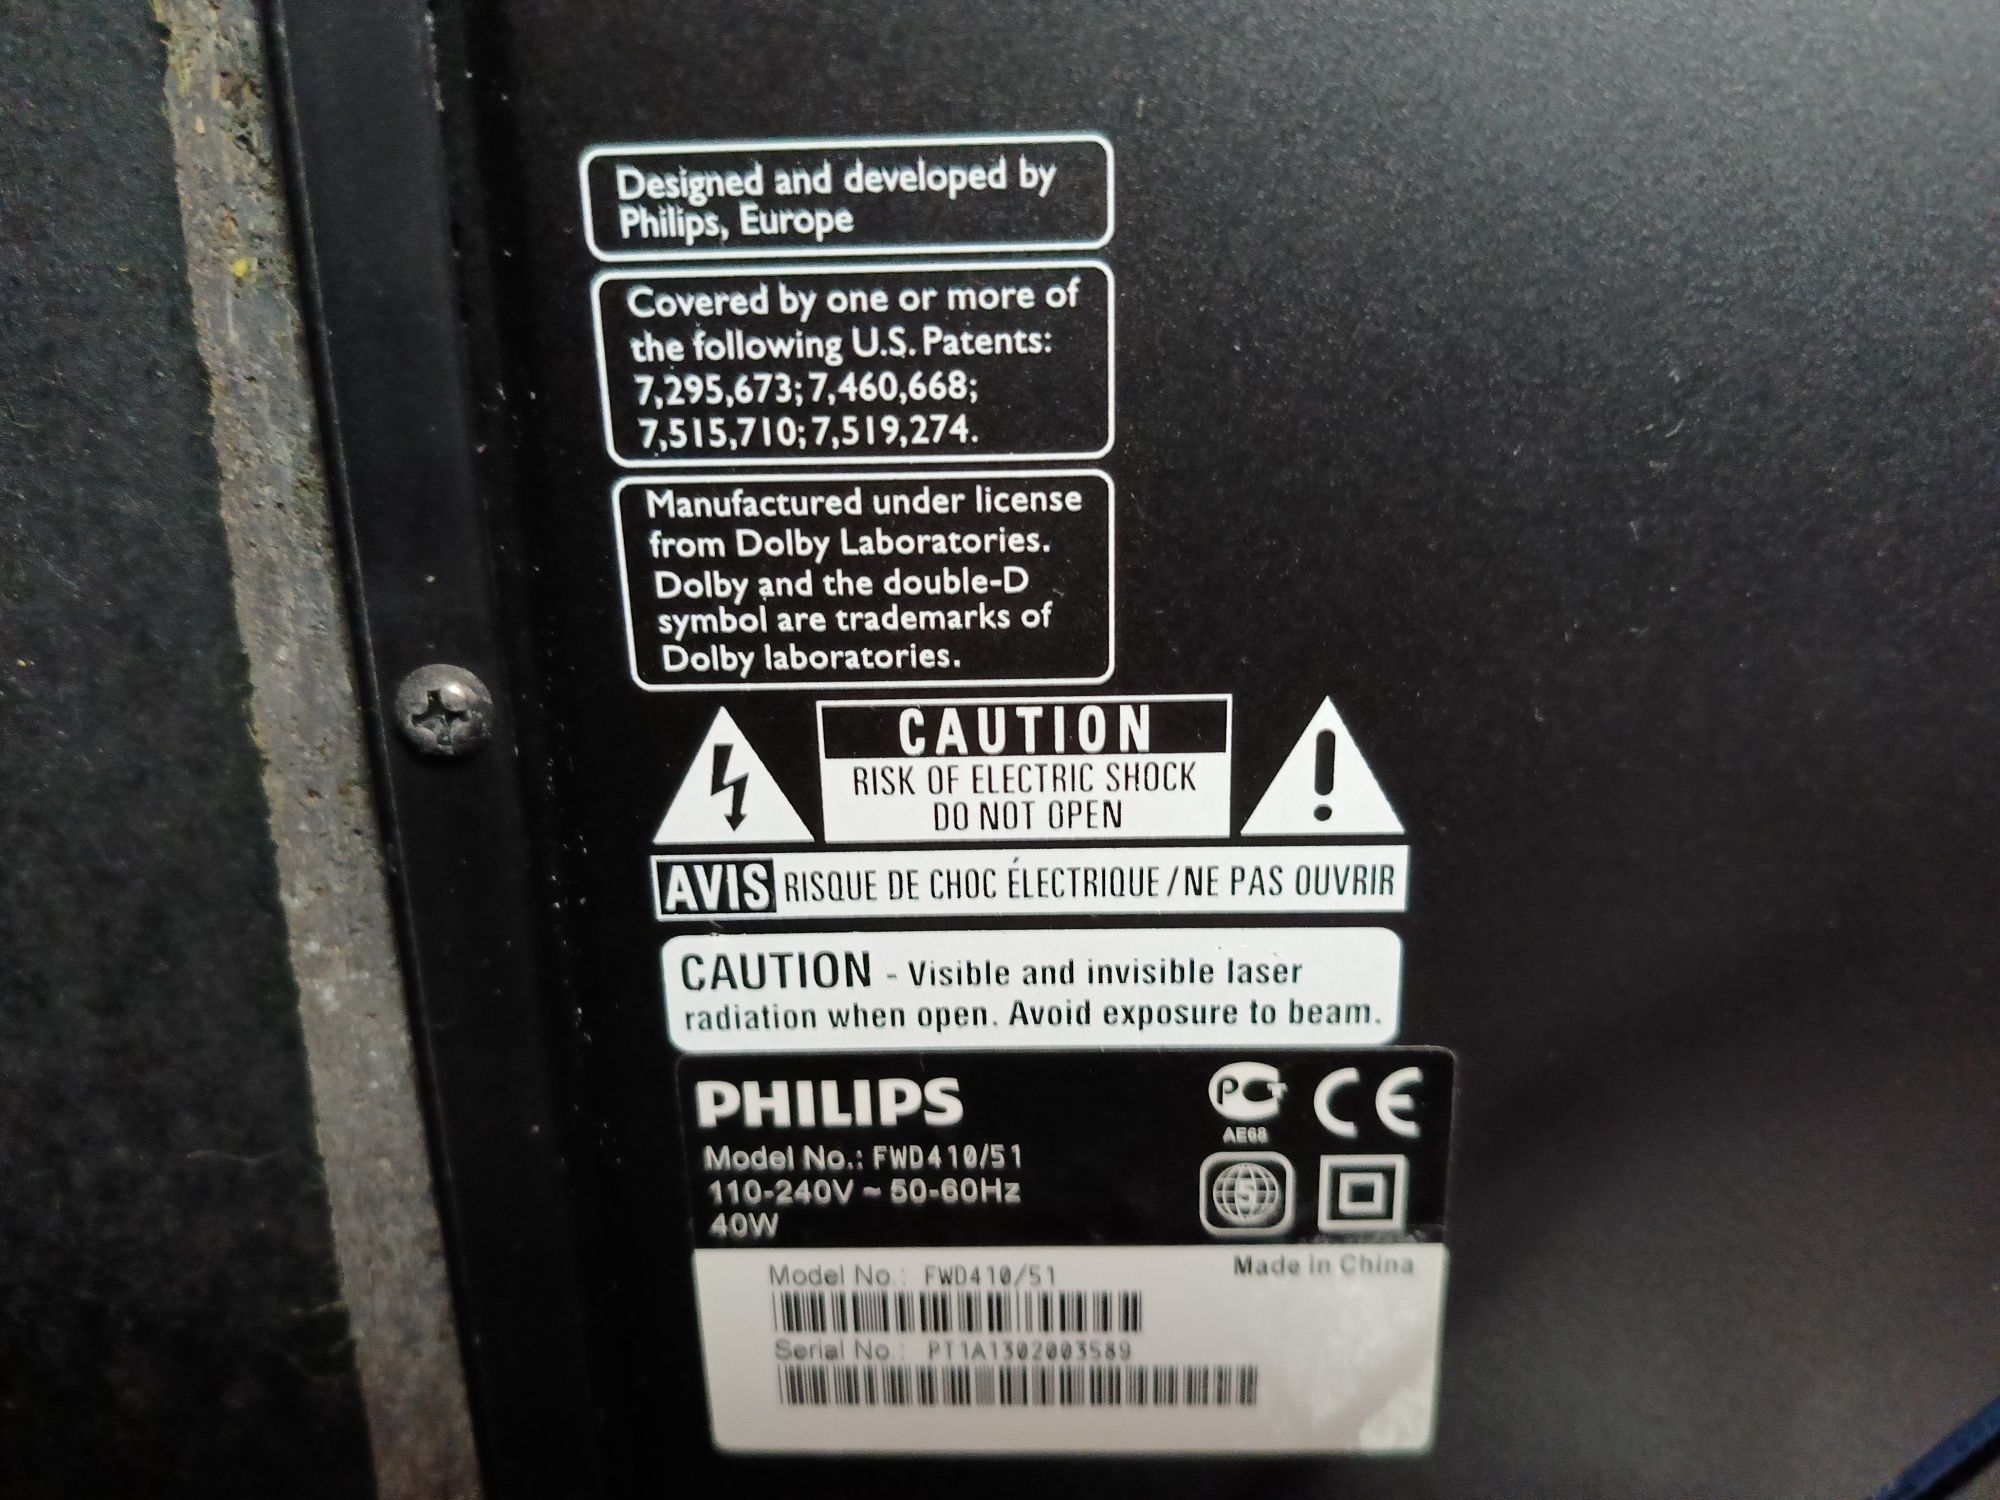 Designed and developed by
Philips, Europe
Covered by one or more of
the following U.S. Patents:
7,295,673; 7,460,668;
7,515,710; 7,519,274.
Manufactured under license
from Dolby Laboratories.
Dolby and the double-D
symbol are trademarks of
Dolby laboratories.
CAUTION
RISK OF ELECTRIC SHOCK
DO NOT OPEN
AVIS RISQUE DE CHOC ÉLECTRIQUE / NE PAS OUVRIR
CAUTION - Visible and invisible laser
radiation when open. Avoid exposure to beam.
PHILIPS
Model No.: FWD410/51
110-240V ~ 50-60Hz
40W
PCT
AE68
CE
5
Made in China
Model No.: FWD410/51
Serial No.: PT1A1302003589